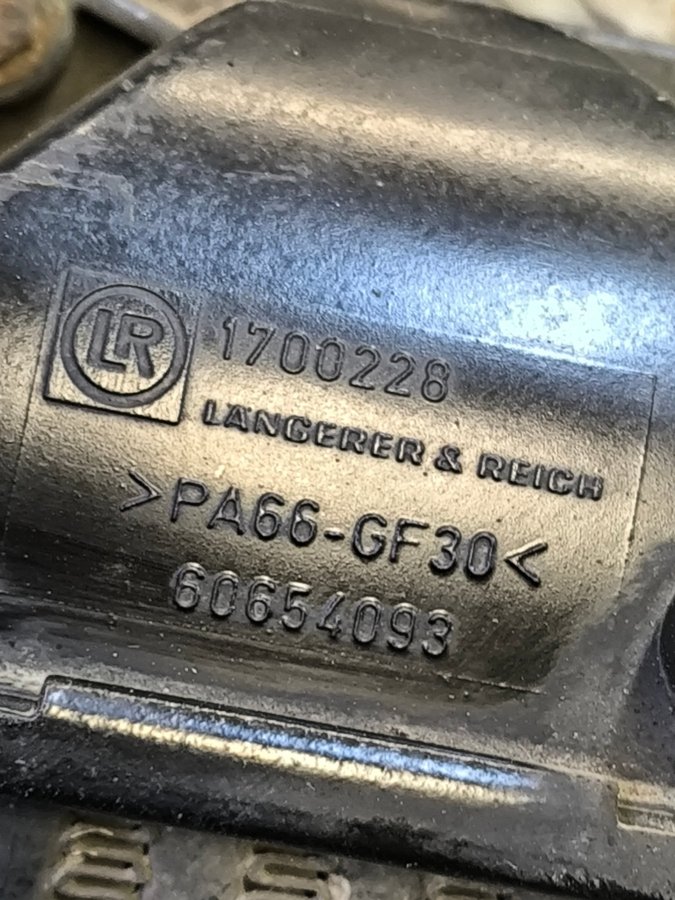 LR
1700228
LÄNGERER & REICH
>PA66-GF30<
60654093